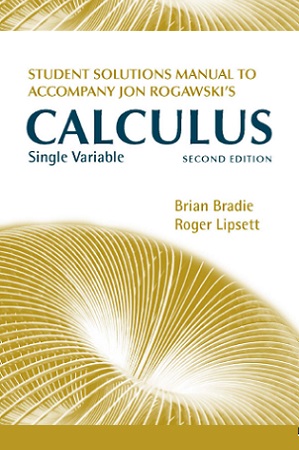 STUDENT SOLUTIONS MANUAL TO
ACCOMPANY JON ROGAWSKI'S
CALCULUS
Single Variable SECOND EDITION
Brian Bradie
Roger Lipsett